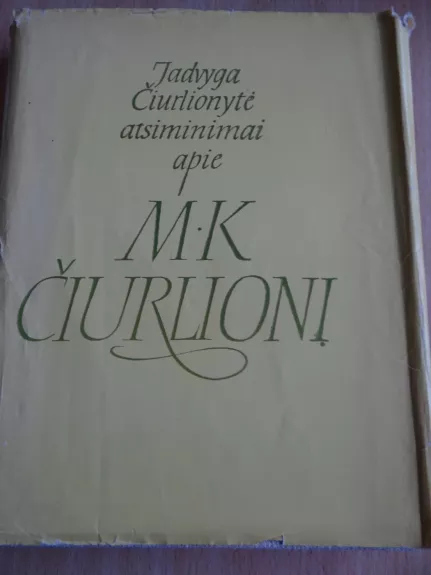 Jadvyga
Čiurlionytė
atsiminimai
apie
M·K
ČIURLIONĮ